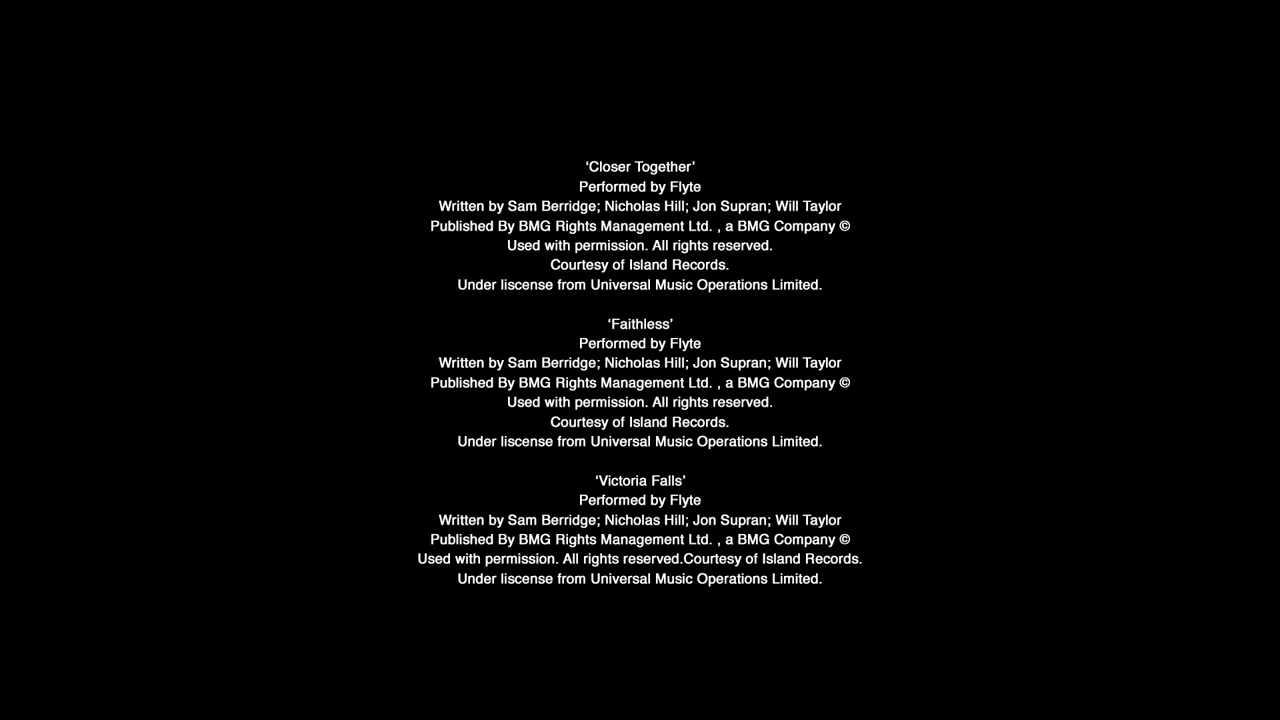 ‘Closer Together’
Performed by Flyte
Written by Sam Berridge; Nicholas Hill; Jon Supran; Will Taylor
Published By BMG Rights Management Ltd. , a BMG Company ©
Used with permission. All rights reserved.
Courtesy of Island Records.
Under liscense from Universal Music Operations Limited.
‘Faithless’
Performed by Flyte
Written by Sam Berridge; Nicholas Hill; Jon Supran; Will Taylor
Published By BMG Rights Management Ltd. , a BMG Company ©
Used with permission. All rights reserved.
Courtesy of Island Records.
Under liscense from Universal Music Operations Limited.
‘Victoria Falls’
Performed by Flyte
Written by Sam Berridge; Nicholas Hill; Jon Supran; Will Taylor
Published By BMG Rights Management Ltd. , a BMG Company ©
Used with permission. All rights reserved.Courtesy of Island Records.
Under liscense from Universal Music Operations Limited.